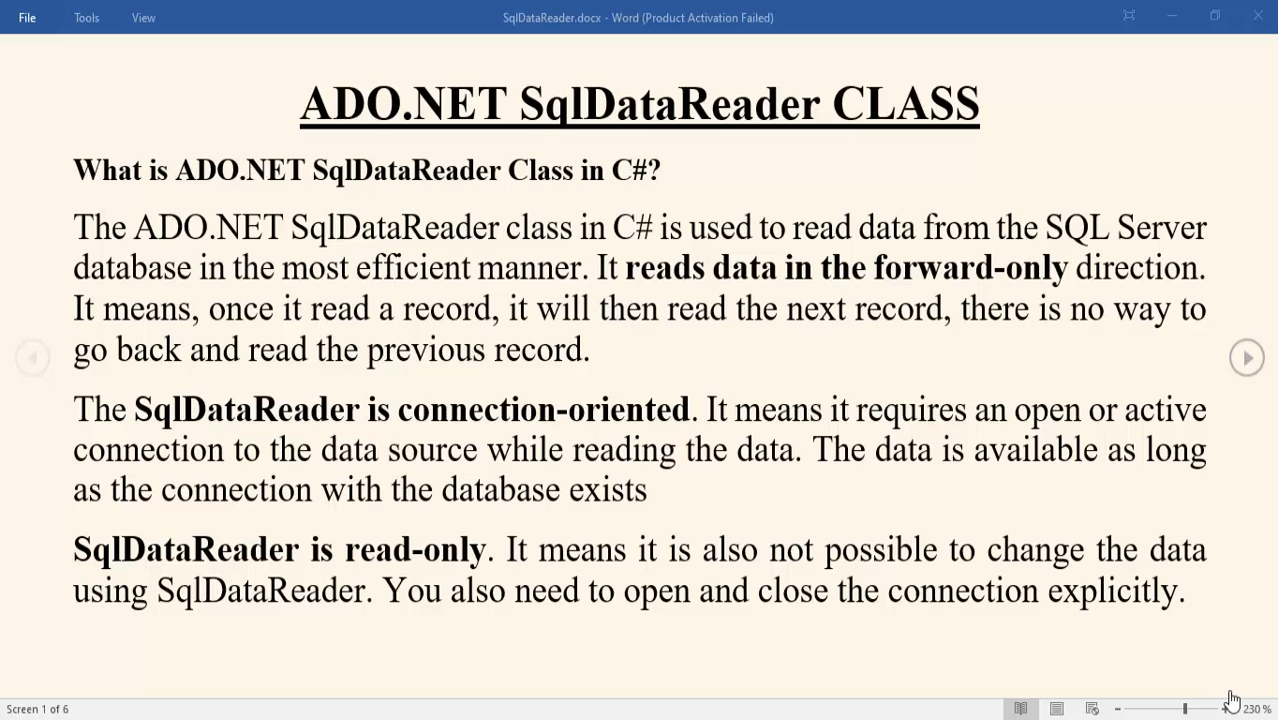 File Tools View SqlDataReader.docx - Word (Product Activation Failed)
ADO.NET SqlDataReader CLASS
What is ADO.NET SqlDataReader Class in C#?
The ADO.NET SqlDataReader class in C# is used to read data from the SQL Server
database in the most efficient manner. It reads data in the forward-only direction.
It means, once it read a record, it will then read the next record, there is no way to
go back and read the previous record.
The SqlDataReader is connection-oriented. It means it requires an open or active
connection to the data source while reading the data. The data is available as long
as the connection with the database exists
SqlDataReader is read-only. It means it is also not possible to change the data
using SqlDataReader. You also need to open and close the connection explicitly.
Screen 1 of 6 230 %